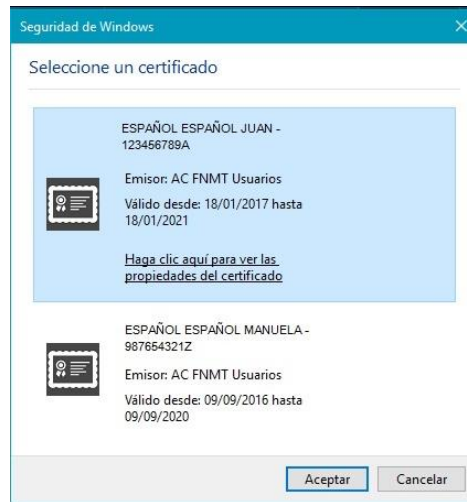 Seguridad de Windows
Seleccione un certificado
ESPAÑOL ESPAÑOL JUAN -
123456789A
Emisor: AC FNMT Usuarios
Válido desde: 18/01/2017 hasta
18/01/2021
Haga clic aquí para ver las
propiedades del certificado
ESPAÑOL ESPAÑOL MANUELA -
987654321Z
Emisor: AC FNMT Usuarios
Válido desde: 09/09/2016 hasta
09/09/2020
Aceptar Cancelar